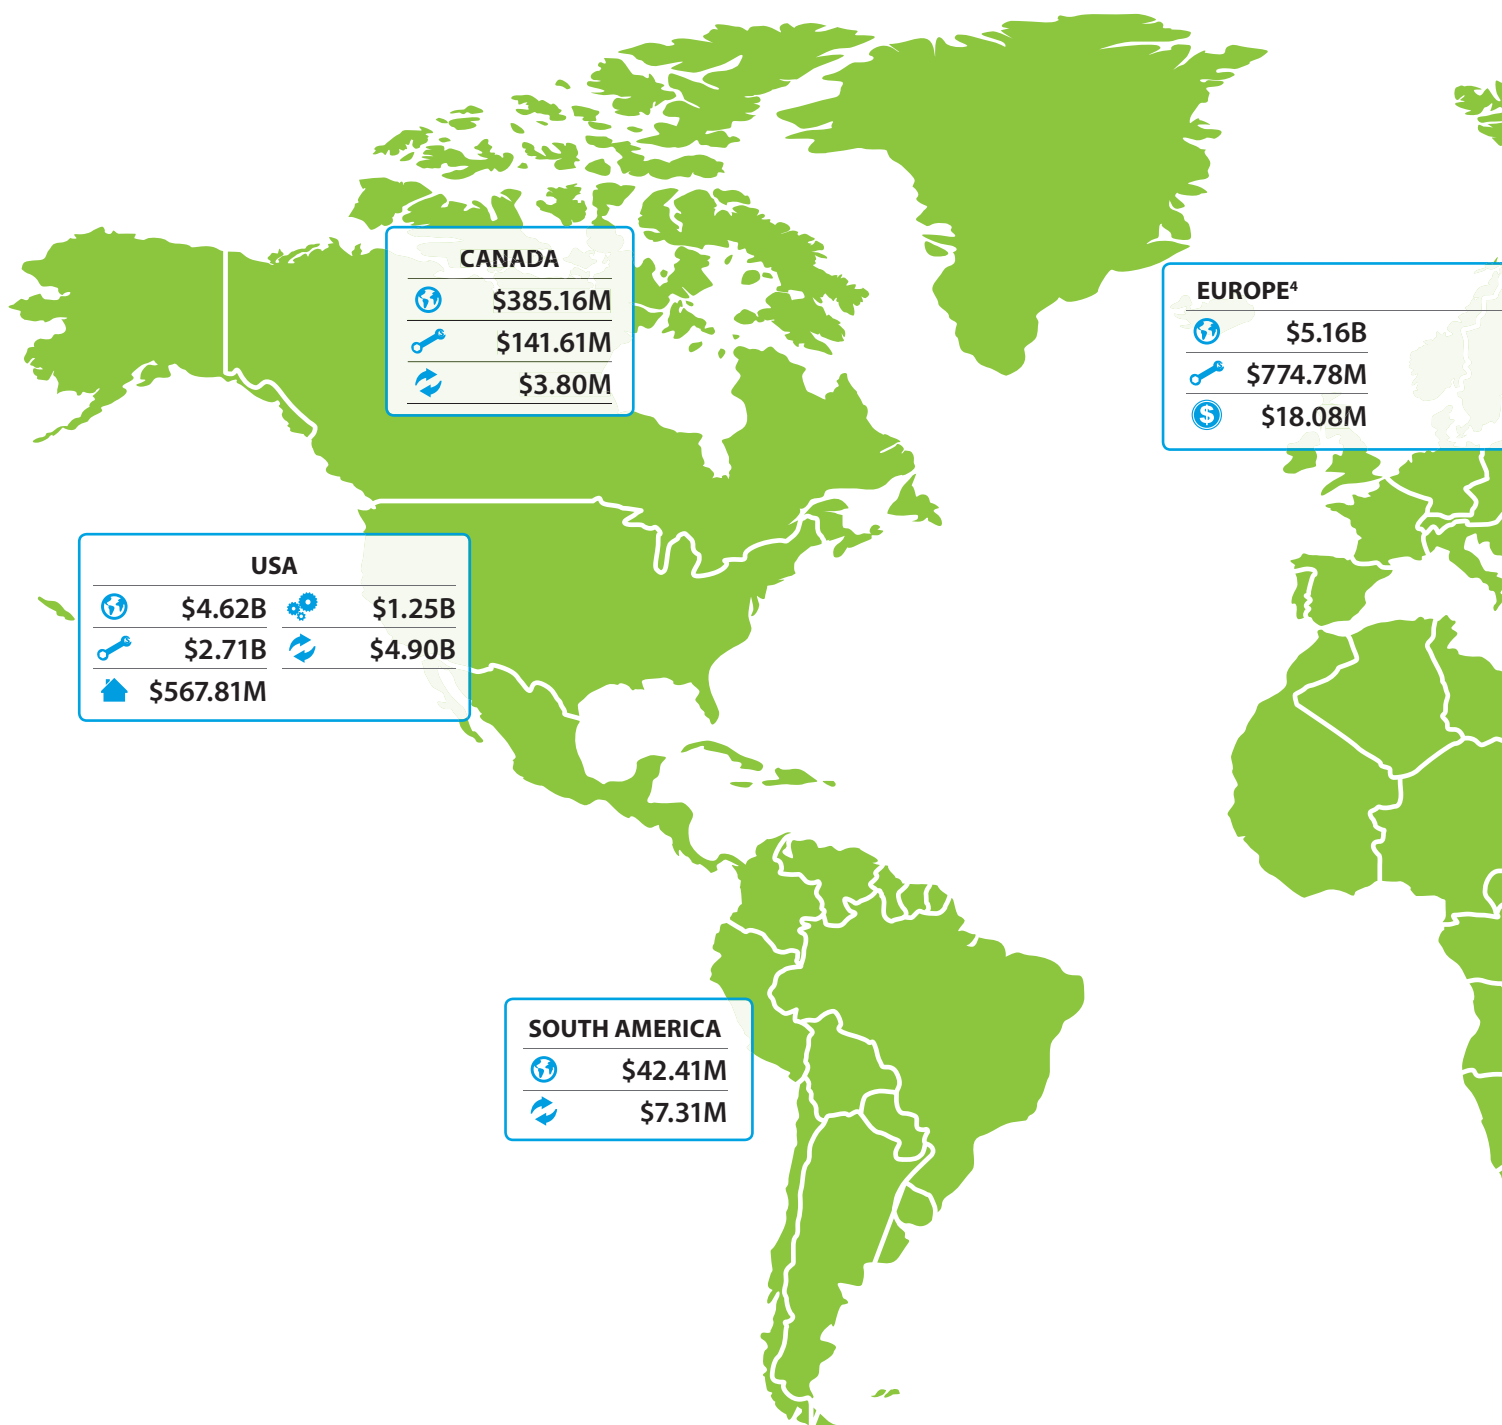 CANADA
$385.16M
$141.61M
$3.80M
EUROPE⁴
$5.16B
$774.78M
$18.08M
USA
$4.62B $1.25B
$2.71B $4.90B
$567.81M
SOUTH AMERICA
$42.41M
$7.31M